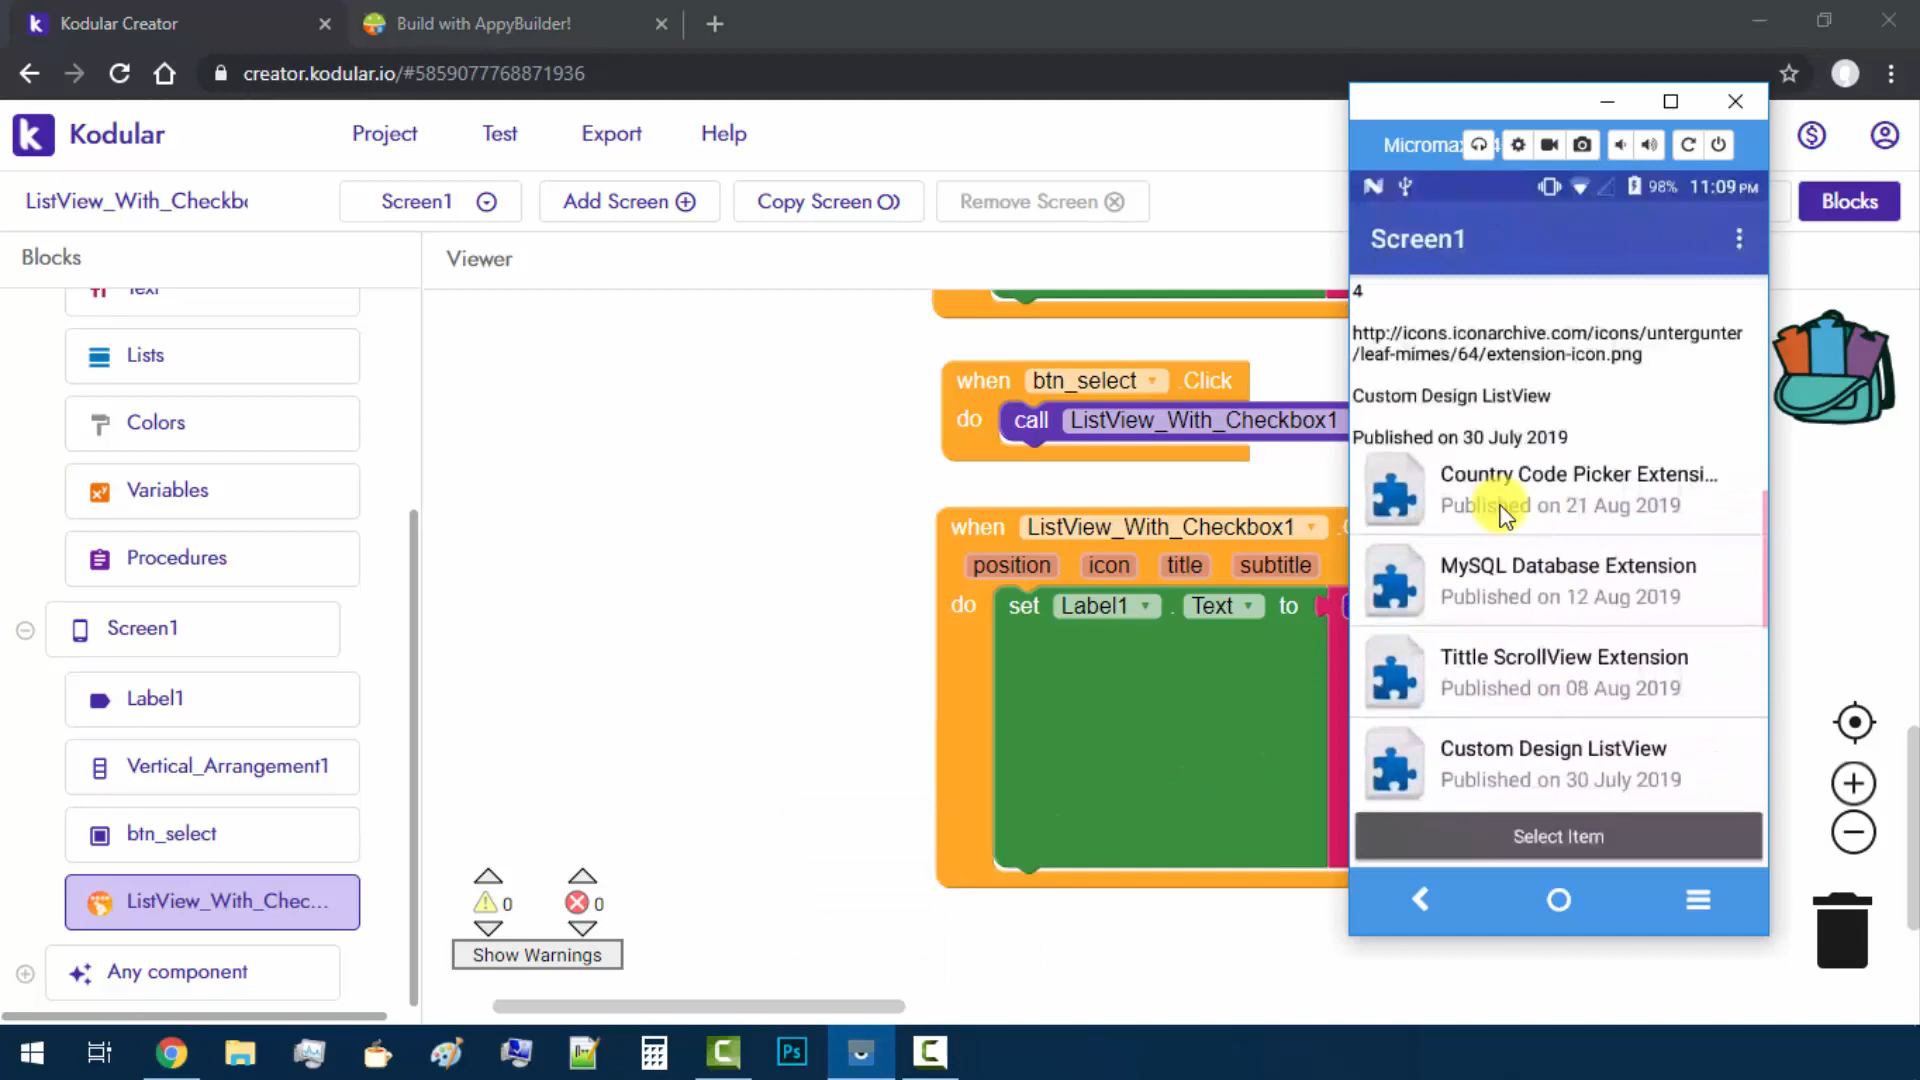 Kodular Creator
Build with AppyBuilder!
creator.kodular.io/#5859077768871936
Kodular
Project
Test
Export
Help
ListView_With_Checkb
Screen1
Add Screen
Copy Screen
Remove Screen
Blocks
Blocks
Viewer
Text
Lists
Colors
Variables
Procedures
Screen1
Label1
Vertical_Arrangement1
btn_select
ListView_With_Chec...
Any component
when btn_select .Click
do call ListView_With_Checkbox1
when ListView_With_Checkbox1
position icon title subtitle
do set Label1 . Text to
0
0
Show Warnings
98% 11:09 PM
Screen1
4
http://icons.iconarchive.com/icons/untergunter
/leaf-mimes/64/extension-icon.png
Custom Design ListView
Published on 30 July 2019
Country Code Picker Extensi...
Published on 21 Aug 2019
MySQL Database Extension
Published on 12 Aug 2019
Tittle ScrollView Extension
Published on 08 Aug 2019
Custom Design ListView
Published on 30 July 2019
Select Item
Ps